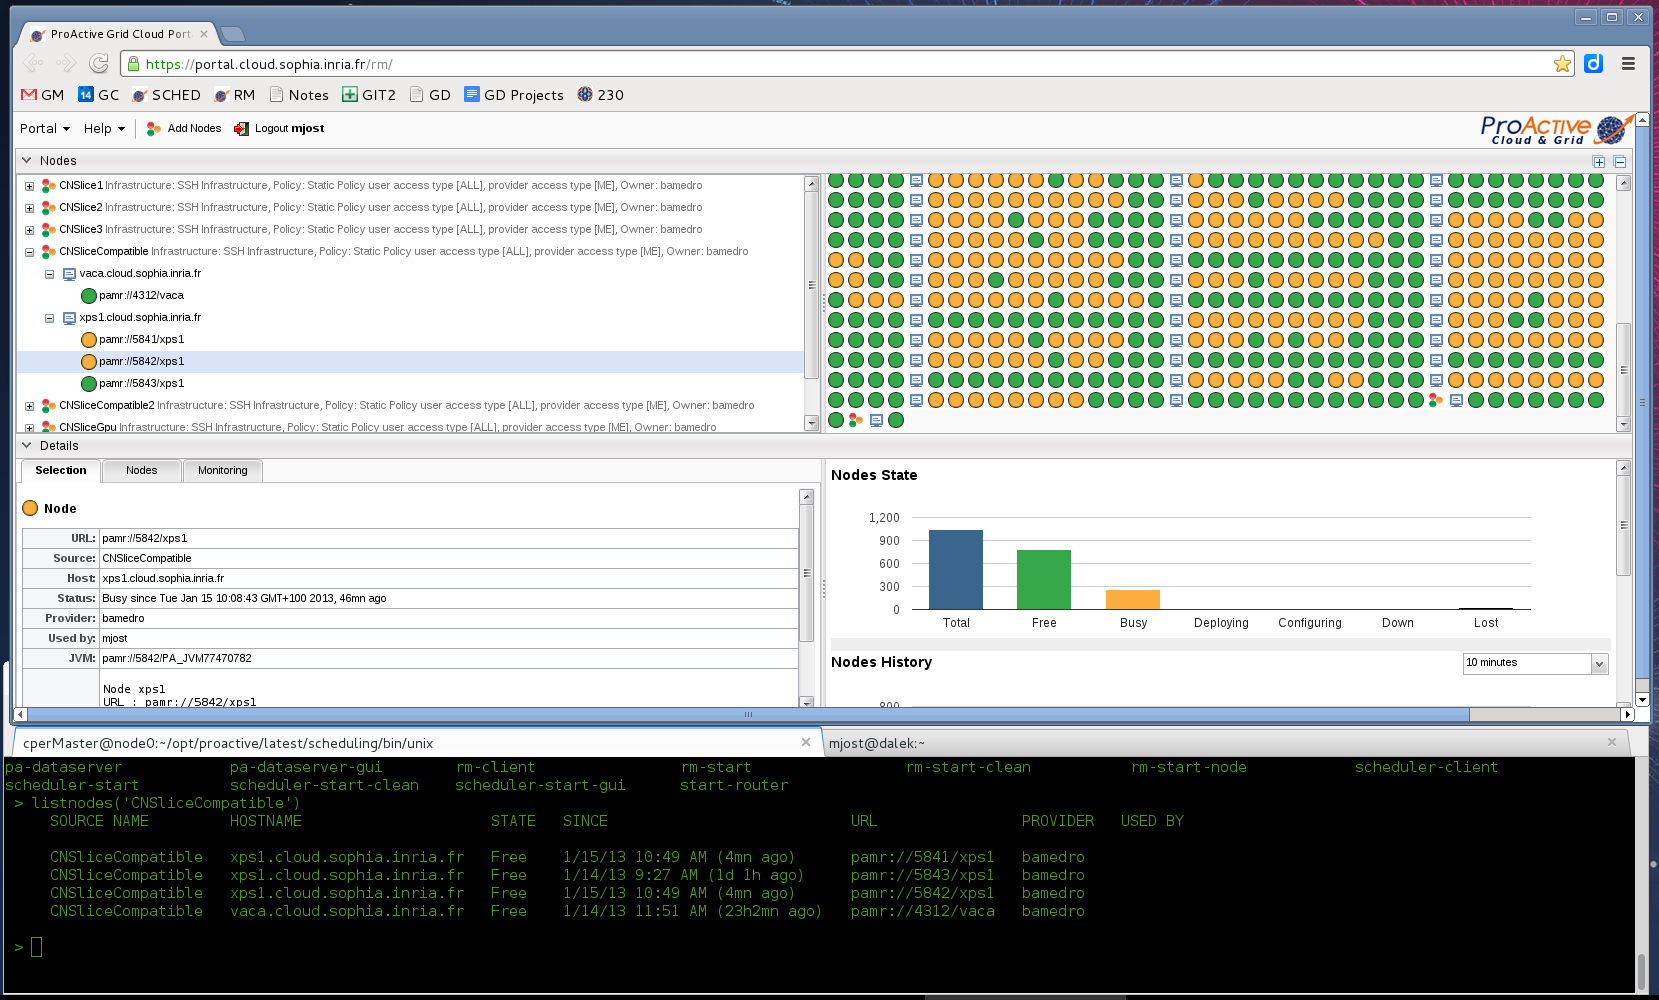 ProActive Grid Cloud Port
https://portal.cloud.sophia.inria.fr/rm/
GM 14 GC SCHED RM Notes GIT2 GD GD Projects 230
Portal Help Add Nodes Logout mjost
ProActive
Cloud & Grid
Nodes
CNSlice1 Infrastructure: SSH Infrastructure, Policy: Static Policy user access type [ALL], provider access type [ME], Owner: bamedro
CNSlice2 Infrastructure: SSH Infrastructure, Policy: Static Policy user access type [ALL], provider access type [ME], Owner: bamedro
CNSlice3 Infrastructure: SSH Infrastructure, Policy: Static Policy user access type [ALL], provider access type [ME], Owner: bamedro
CNSliceCompatible Infrastructure: SSH Infrastructure, Policy: Static Policy user access type [ALL], provider access type [ME], Owner: bamedro
vaca.cloud.sophia.inria.fr
pamr://4312/vaca
xps1.cloud.sophia.inria.fr
pamr://5841/xps1
pamr://5842/xps1
pamr://5843/xps1
CNSliceCompatible2 Infrastructure: SSH Infrastructure, Policy: Static Policy user access type [ALL], provider access type [ME], Owner: bamedro
CNSliceGpu Infrastructure: SSH Infrastructure, Policy: Static Policy user access type [ALL], provider access type [ME], Owner: bamedro
Details
Selection Nodes Monitoring
Node
URL: pamr://5842/xps1
Source: CNSliceCompatible
Host: xps1.cloud.sophia.inria.fr
Status: Busy since Tue Jan 15 10:08:43 GMT+100 2013, 46mn ago
Provider: bamedro
Used by: mjost
JVM: pamr://5842/PA_JVM77470782
Node xps1
URL : pamr://5842/xps1
Nodes State
1,200
900
600
300
0
Total Free Busy Deploying Configuring Down Lost
Nodes History 10 minutes
800
cperMaster@node0:~/opt/proactive/latest/scheduling/bin/unix mjost@dalek:~
pa-dataserver pa-dataserver-gui rm-client rm-start rm-start-clean rm-start-node scheduler-client
scheduler-start scheduler-start-clean scheduler-start-gui start-router
> listnodes('CNSliceCompatible')
SOURCE NAME HOSTNAME STATE SINCE URL PROVIDER USED BY
CNSliceCompatible xps1.cloud.sophia.inria.fr Free 1/15/13 10:49 AM (4mn ago) pamr://5841/xps1 bamedro
CNSliceCompatible xps1.cloud.sophia.inria.fr Free 1/14/13 9:27 AM (1d 1h ago) pamr://5843/xps1 bamedro
CNSliceCompatible xps1.cloud.sophia.inria.fr Free 1/15/13 10:49 AM (4mn ago) pamr://5842/xps1 bamedro
CNSliceCompatible vaca.cloud.sophia.inria.fr Free 1/14/13 11:51 AM (23h2mn ago) pamr://4312/vaca bamedro
>